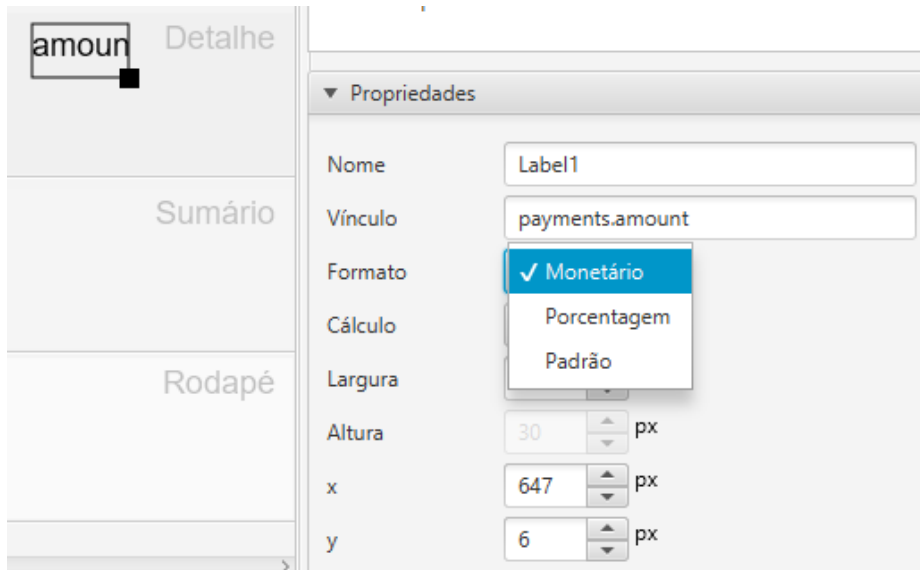 amoun
Detalhe
Sumário
Rodapé
Propriedades
Nome Label1
Vínculo payments.amount
Formato ✓ Monetário
Porcentagem
Padrão
Cálculo
Largura
Altura 30 px
x 647 px
y 6 px